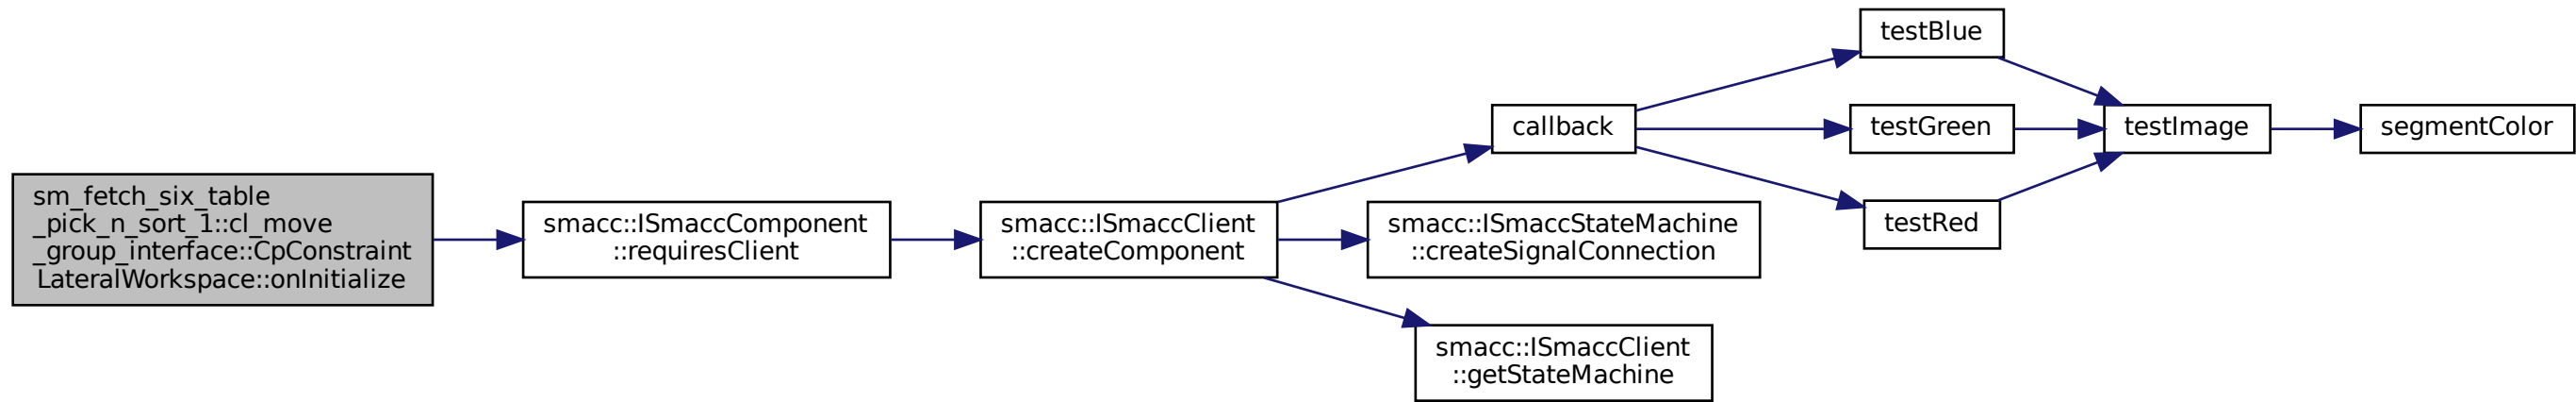 sm_fetch_six_table
_pick_n_sort_1::cl_move
_group_interface::CpConstraint
LateralWorkspace::onInitialize
smacc::ISmaccComponent
::requiresClient
smacc::ISmaccClient
::createComponent
callback
smacc::ISmaccStateMachine
::createSignalConnection
smacc::ISmaccClient
::getStateMachine
testBlue
testGreen
testRed
testImage
segmentColor